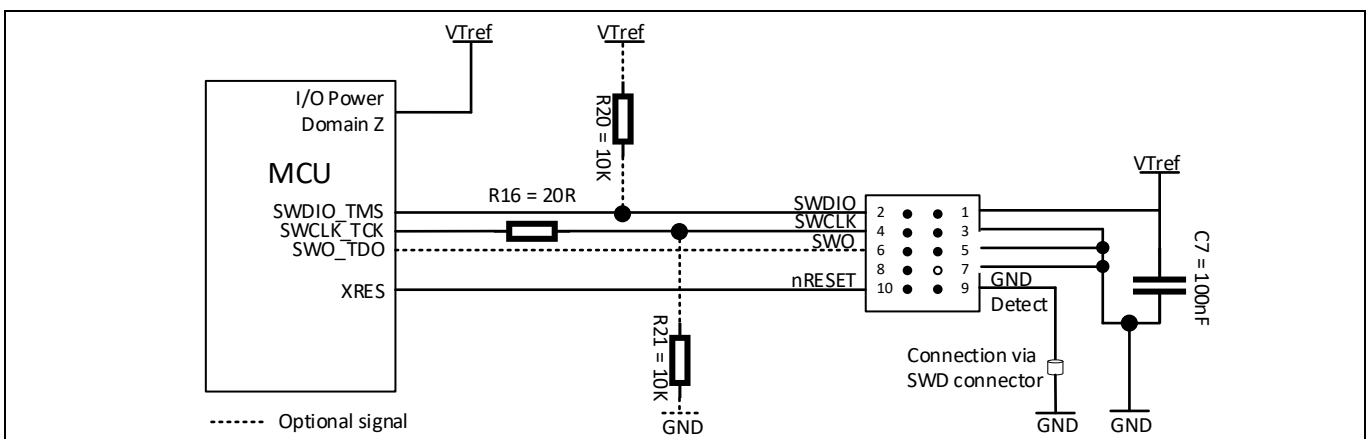 VTref
VTref
I/O Power
Domain Z
R20 = 10K
MCU
VTref
R16 = 20R
SWDIO_TMS
SWDIO
2
1
SWCLK_TCK
SWCLK
4
3
SWO_TDO
SWO
6
5
8
7
C7 = 100nF
XRES
nRESET
10
9
GND
Detect
R21 = 10K
Connection via
SWD connector
Optional signal
GND
GND
GND